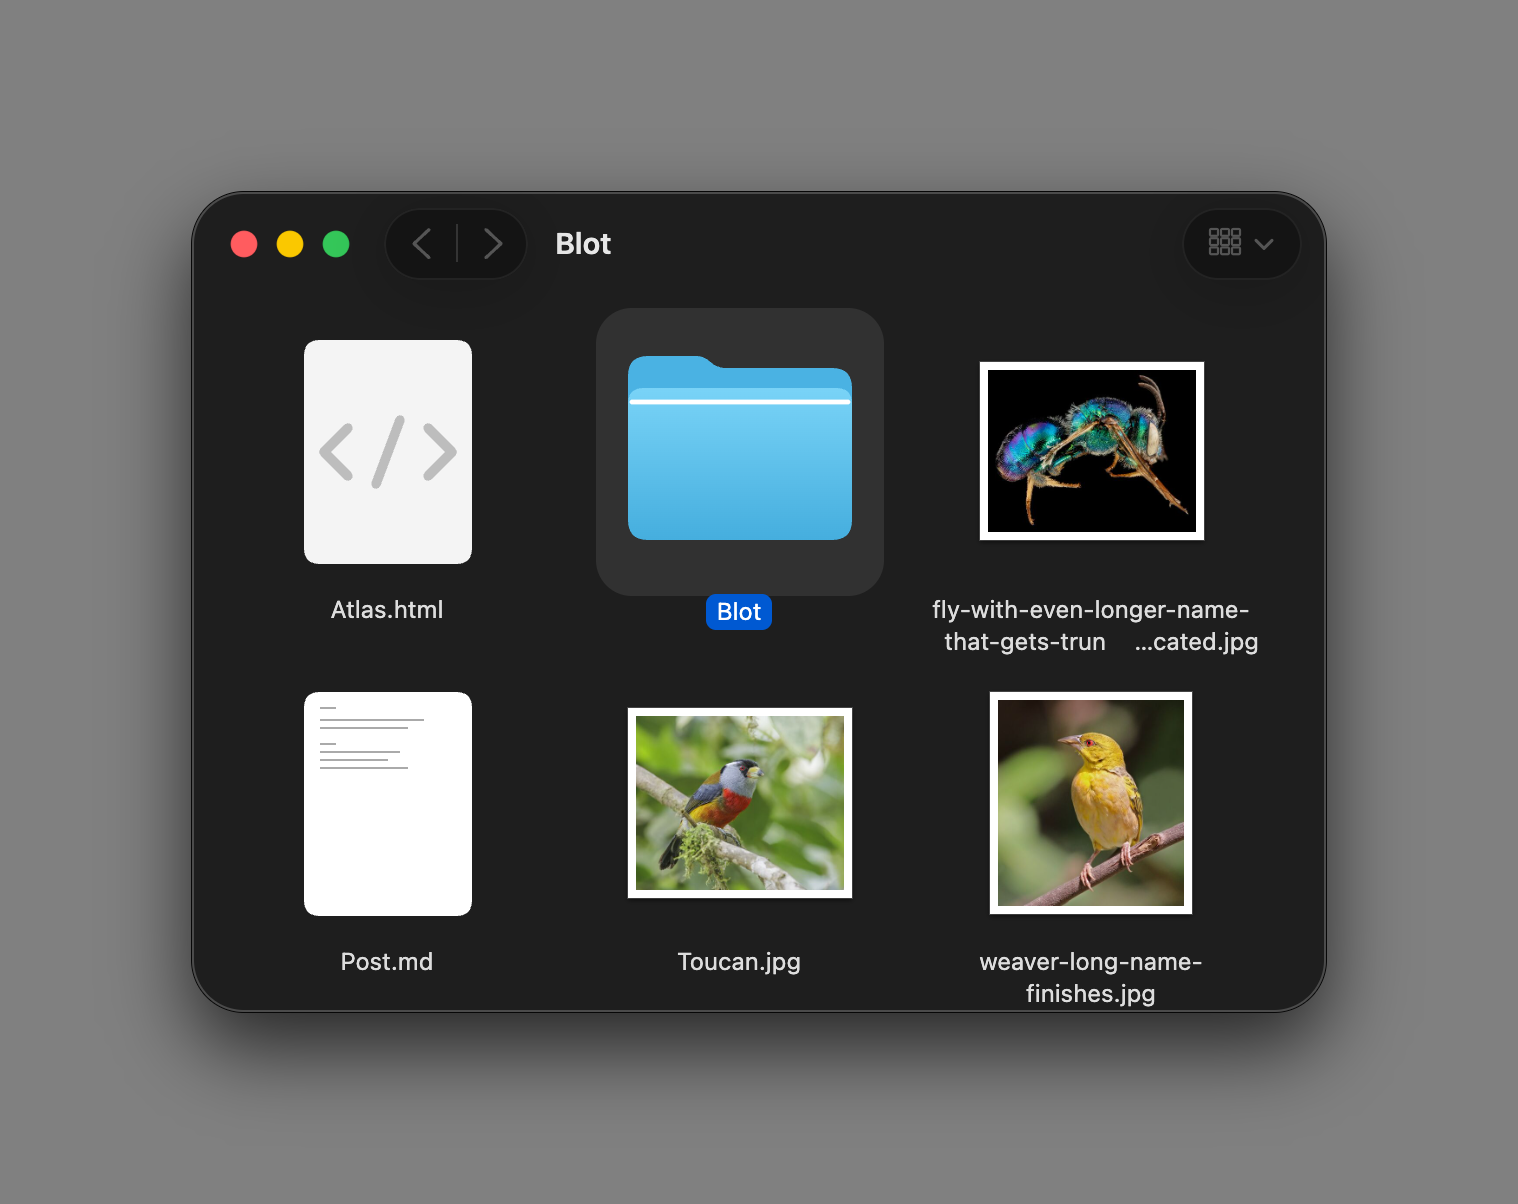 Blot
Atlas.html
Blot
fly-with-even-longer-name-
that-gets-trun ...cated.jpg
Post.md
Toucan.jpg
weaver-long-name-
finishes.jpg